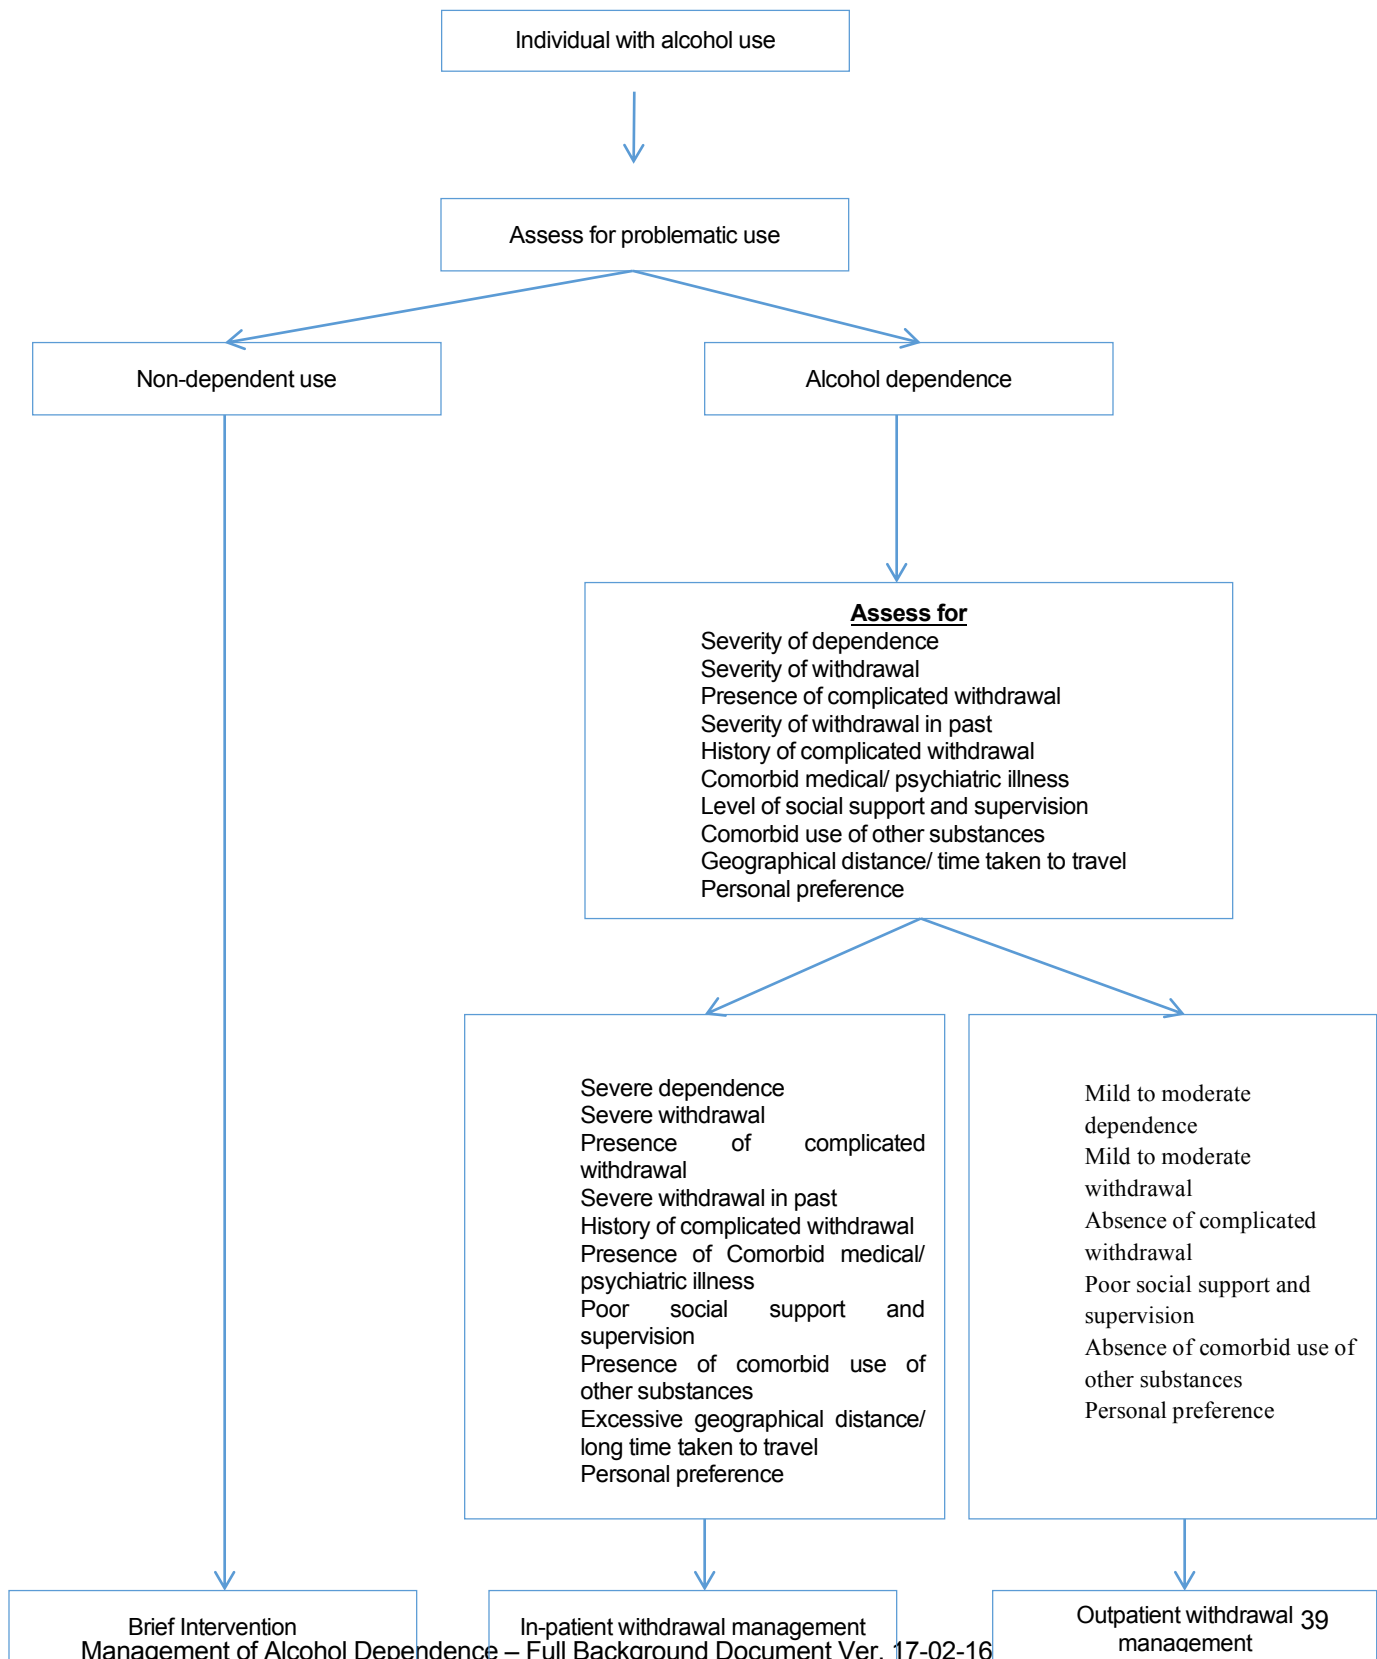 Individual with alcohol use
Assess for problematic use
Non-dependent use
Alcohol dependence
Assess for
Severity of dependence
Severity of withdrawal
Presence of complicated withdrawal
Severity of withdrawal in past
History of complicated withdrawal
Comorbid medical/ psychiatric illness
Level of social support and supervision
Comorbid use of other substances
Geographical distance/ time taken to travel
Personal preference
Severe dependence
Severe withdrawal
Presence of complicated
withdrawal
Severe withdrawal in past
History of complicated withdrawal
Presence of Comorbid medical/
psychiatric illness
Poor social support and
supervision
Presence of comorbid use of
other substances
Excessive geographical distance/
long time taken to travel
Personal preference
Mild to moderate
dependence
Mild to moderate
withdrawal
Absence of complicated
withdrawal
Poor social support and
supervision
Absence of comorbid use of
other substances
Personal preference
Brief Intervention
In-patient withdrawal management
Outpatient withdrawal
management
39
Management of Alcohol Dependence – Full Background Document Ver. 17-02-16